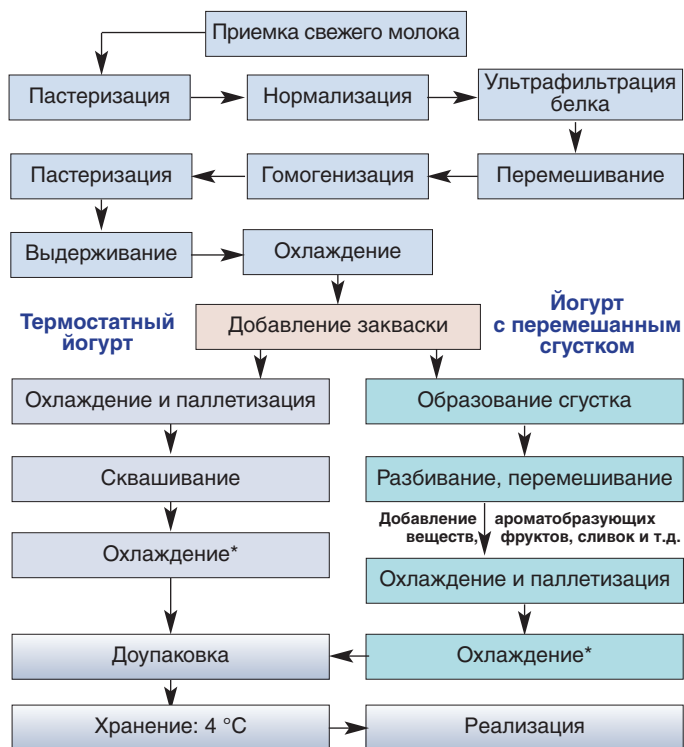 Приемка свежего молока
Пастеризация
Нормализация
Ультрафильтрация
белка
Пастеризация
Гомогенизация
Перемешивание
Выдерживание
Охлаждение
Термостатный
йогурт
Добавление закваски
Йогурт
с перемешанным
сгустком
Охлаждение и паллетизация
Образование сгустка
Сквашивание
Разбивание, перемешивание
Добавление ароматобразующих
веществ, фруктов, сливок и т.д.
Охлаждение*
Охлаждение и паллетизация
Доупаковка
Охлаждение*
Хранение: 4 °C
Реализация